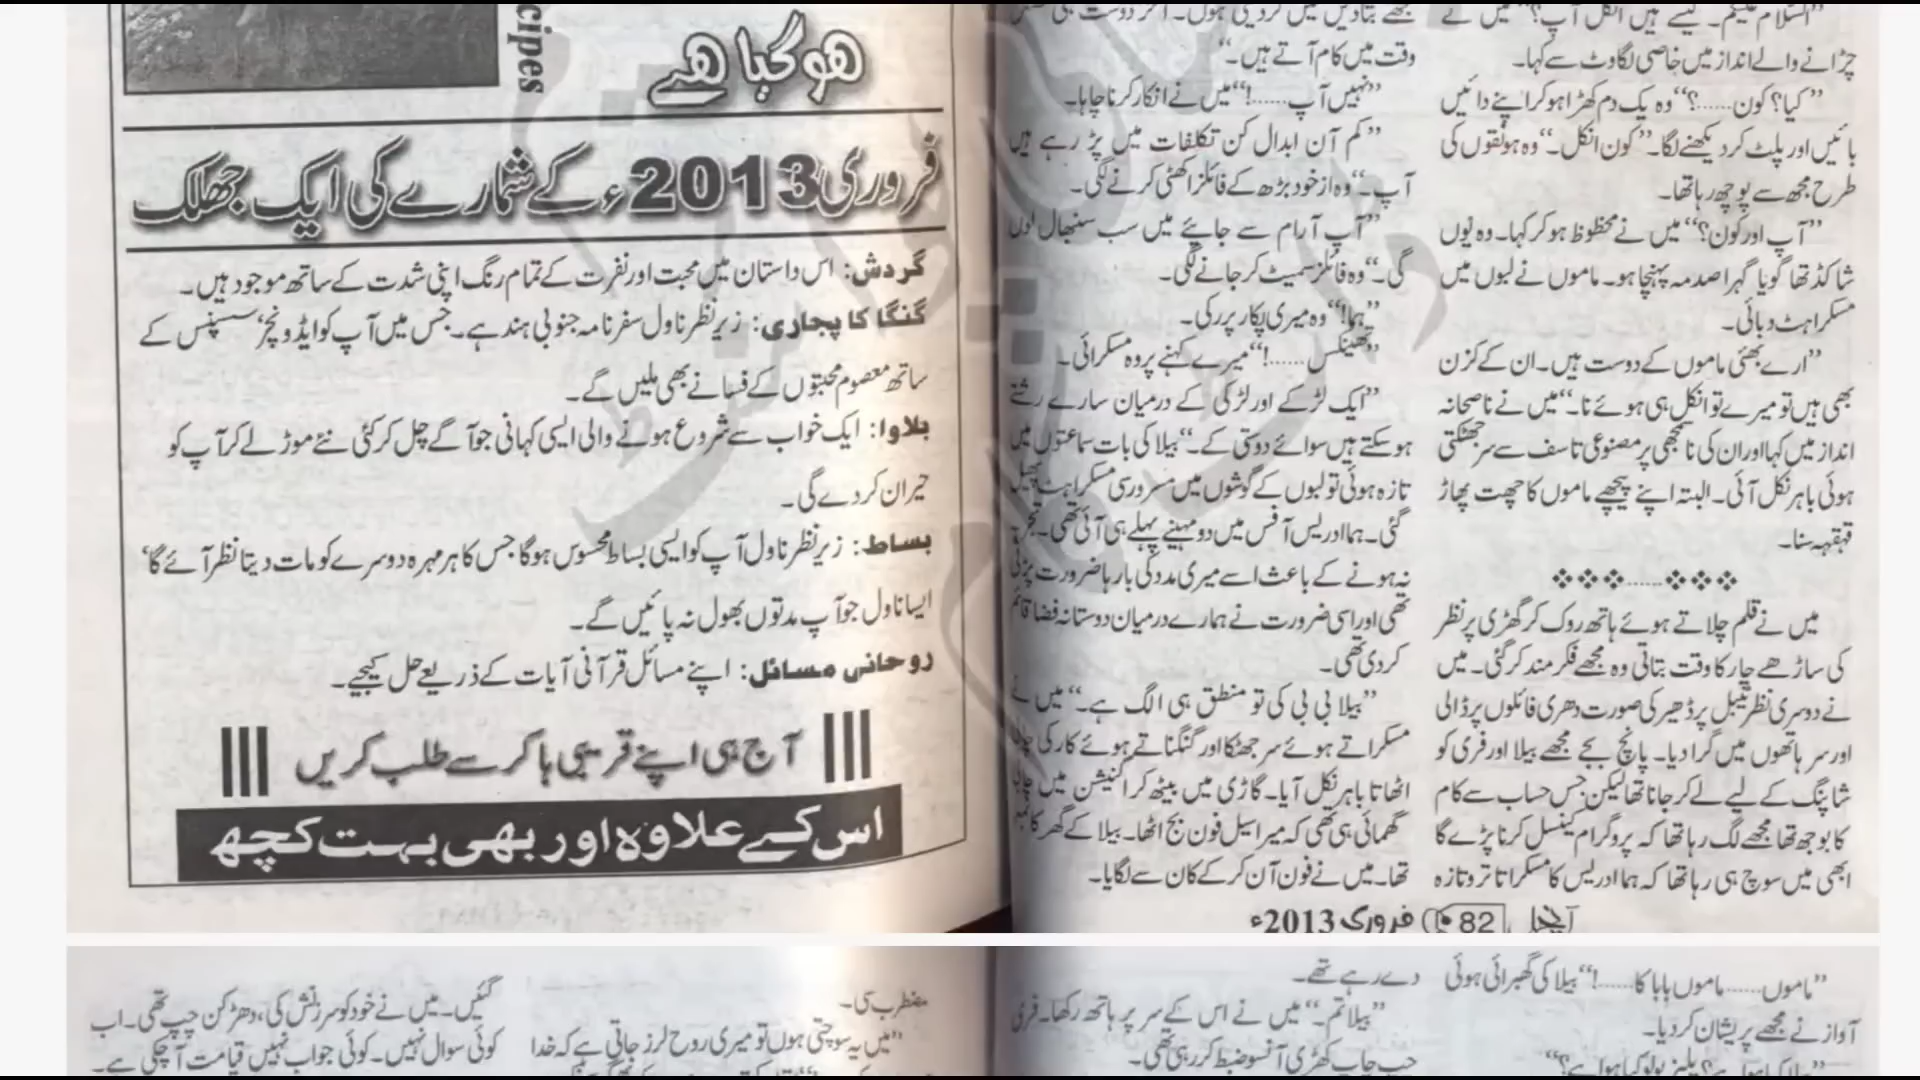 ”السلام علیکم۔ کیسے ہیں انکل آپ؟“ میں نے
چڑانے والے انداز میں خاصی لگاوٹ سے کہا۔
”کیا؟ کون......؟“ وہ یک دم کھڑا ہو کر اپنے دائیں
بائیں اور پلٹ کر دیکھنے لگا۔ ”کون انکل۔“ وہ ہونقوں کی
طرح مجھ سے پوچھ رہا تھا۔
”آپ اور کون؟“ میں نے محظوظ ہو کر کہا۔ وہ یوں
شاکڈ تھا گویا گہرا صدمہ پہنچا ہو۔ ماموں نے لبوں میں
مسکراہٹ دبائی۔
”ارے بھئی ماموں کے دوست ہیں۔ ان کے کزن
بھی ہیں تو میرے تو انکل ہی ہوئے نا۔“ میں نے ناصحانہ
انداز میں کہا اور ان کی ناسمجھی پر مصنوعی تاسف سے سر جھٹکتی
ہوئی باہر نکل آئی۔ البتہ اپنے پیچھے ماموں کا چھت پھاڑ
قہقہہ سنا۔
❖❖❖......❖❖❖
میں نے قلم چلاتے ہوئے ہاتھ روک کر گھڑی پر نظر
کی ساڑھے چار کا وقت بتاتی وہ مجھے فکر مند کر گئی۔ میں
نے دوسری نظر ٹیبل پر ڈھیر کی صورت دھری فائلوں پر ڈالی
اور سر ہاتھوں میں گرا دیا۔ پانچ بجے مجھے بیلا اور فری کو
شاپنگ کے لیے لے کر جانا تھا لیکن جس حساب سے کام
کا بوجھ تھا مجھے لگ رہا تھا کہ پروگرام کینسل کرنا پڑے گا
ابھی میں سوچ ہی رہا تھا کہ ہما ادریس کا مسکراتا تروتازہ
مجھے بتادیں میں کردیتی ہوں۔ آخر دوست ہی
وقت میں کام آتے ہیں۔“
”نہیں آپ......!“ میں نے انکار کرنا چاہا۔
”کم آن ابدال کن تکلفات میں پڑ رہے ہیں
آپ۔“ وہ از خود بڑھ کے فائلز اکھٹی کرنے لگی۔
”آپ آرام سے جائیے میں سب سنبھال لوں
گی۔“ وہ فائلز سمیٹ کر جانے لگی۔
”ہما!“ وہ میری پکار پر رکی۔
”تھینکس......!“ میرے کہنے پر وہ مسکرائی۔
”ایک لڑکے اور لڑکی کے درمیان سارے رشتے
ہو سکتے ہیں سوائے دوستی کے۔“ بیلا کی بات سماعتوں میں
تازہ ہوئی تو لبوں کے گوشوں میں مسرور سی مسکراہٹ پھیل
گئی۔ ہما ادریس آفس میں دو مہینے پہلے ہی آئی تھی۔ تجربہ
نہ ہونے کے باعث اسے میری مدد کی بارہا ضرورت پڑتی
تھی اور اسی ضرورت نے ہمارے درمیان دوستانہ فضا قائم
کردی تھی۔
”بیلا بی بی کی تو منطق ہی الگ ہے۔“ میں نے
مسکراتے ہوئے سر جھٹکا اور گنگناتے ہوئے کار کی چابی
اٹھاتا باہر نکل آیا۔ گاڑی میں بیٹھ کر اگنیشن میں چابی
گھمائی ہی تھی کہ میرا سیل فون بج اٹھا۔ بیلا کے گھر کا نمبر
تھا۔ میں نے فون آن کر کے کان سے لگایا۔
آنچل 82 فروری 2013ء
cipes
ہوگیا ہے
فروری 2013ء کے شمارے کی ایک جھلک
گردش: اس داستان میں محبت اور نفرت کے تمام رنگ اپنی شدت کے ساتھ موجود ہیں۔
گنگا کا پجاری: زیر نظر ناول سفر نامہ جنوبی ہند ہے۔ جس میں آپ کو ایڈونچر، سسپنس کے
ساتھ معصوم محبتوں کے فسانے بھی ملیں گے۔
بلاوا: ایک خواب سے شروع ہونے والی ایسی کہانی جو آگے چل کر کئی نئے موڑ لے کر آپ کو
حیران کر دے گی۔
بساط: زیر نظر ناول آپ کو ایسی بساط محسوس ہوگا جس کا ہر مہرہ دوسرے کو مات دیتا نظر آئے گا،
ایسا ناول جو آپ مدتوں بھول نہ پائیں گے۔
روحانی مسائل: اپنے مسائل قرآنی آیات کے ذریعے حل کیجیے۔
آج ہی اپنے قریبی ہاکر سے طلب کریں
اس کے علاوہ اور بھی بہت کچھ
”ماموں...... ماموں بابا کا......!“ بیلا کی گھبرائی ہوئی
آواز نے مجھے پریشان کر دیا۔
دے رہے تھے۔
”بیلا تم۔“ میں نے اس کے سر پر ہاتھ رکھا۔ فری
چپ چاپ کھڑی آنسو ضبط کر رہی تھی۔
مضطرب سی۔
”میں یہ سوچتی ہوں تو میری روح لرز جاتی ہے کہ خدا
گئیں۔ میں نے خود کو سرزنش کی، دھڑکن چپ تھی۔ اب
کوئی سوال نہیں۔ کوئی جواب نہیں قیامت آ چکی ہے۔